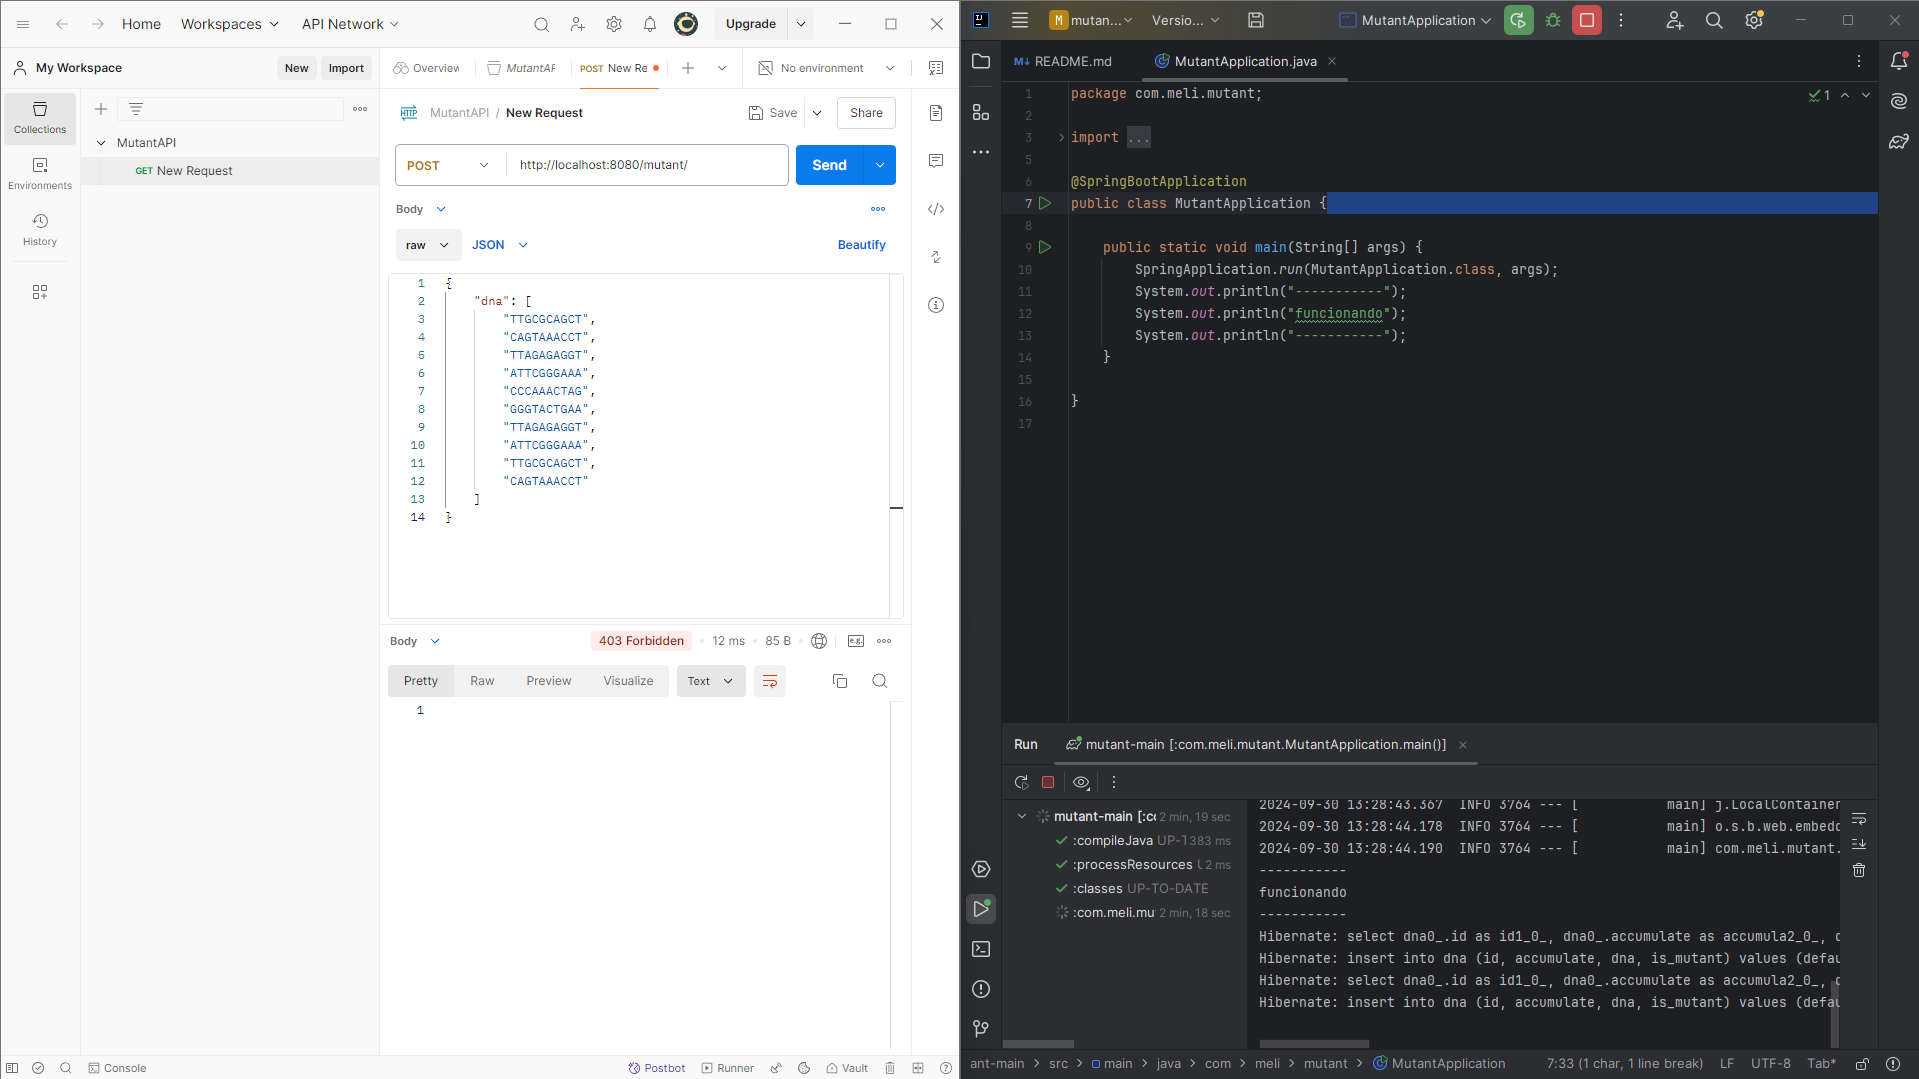 Home Workspaces API Network Upgrade
My Workspace New Import
Overview MutantAP POST New Re No environment
Collections
Environments
History
MutantAPI
GET New Request
HTTP MutantAPI / New Request Save Share
POST http://localhost:8080/mutant/ Send
Body
raw JSON Beautify
1 {
2 "dna": [
3 "TTGCGCAGCT",
4 "CAGTAAACCT",
5 "TTAGAGAGGT",
6 "ATTCGGGAAA",
7 "CCCAAACTAG",
8 "GGGTACTGAA",
9 "TTAGAGAGGT",
10 "ATTCGGGAAA",
11 "TTGCGCAGCT",
12 "CAGTAAACCT"
13 ]
14 }
Body 403 Forbidden • 12 ms • 85 B e.g.
Pretty Raw Preview Visualize Text
1
Console Postbot Runner Vault
IJ M mutan... Versio... MutantApplication
M↓ README.md MutantApplication.java
1 package com.meli.mutant; 1
2
3 import ...
5
6 @SpringBootApplication
7 public class MutantApplication {
8
9 public static void main(String[] args) {
10 SpringApplication.run(MutantApplication.class, args);
11 System.out.println("-----------");
12 System.out.println("funcionando");
13 System.out.println("-----------");
14 }
15
16 }
17
Run mutant-main [:com.meli.mutant.MutantApplication.main()]
mutant-main [:cc 2 min, 19 sec
:compileJava UP-T 383 ms
:processResources U 2 ms
:classes UP-TO-DATE
:com.meli.mu 2 min, 18 sec
2024-09-30 13:28:43.367 INFO 3764 --- [ main] j.LocalContainer
2024-09-30 13:28:44.178 INFO 3764 --- [ main] o.s.b.web.embedd
2024-09-30 13:28:44.190 INFO 3764 --- [ main] com.meli.mutant.
-----------
funcionando
-----------
Hibernate: select dna0_.id as id1_0_, dna0_.accumulate as accumula2_0_, d
Hibernate: insert into dna (id, accumulate, dna, is_mutant) values (defau
Hibernate: select dna0_.id as id1_0_, dna0_.accumulate as accumula2_0_, d
Hibernate: insert into dna (id, accumulate, dna, is_mutant) values (defau
ant-main > src > main > java > com > meli > mutant > MutantApplication 7:33 (1 char, 1 line break) LF UTF-8 Tab*